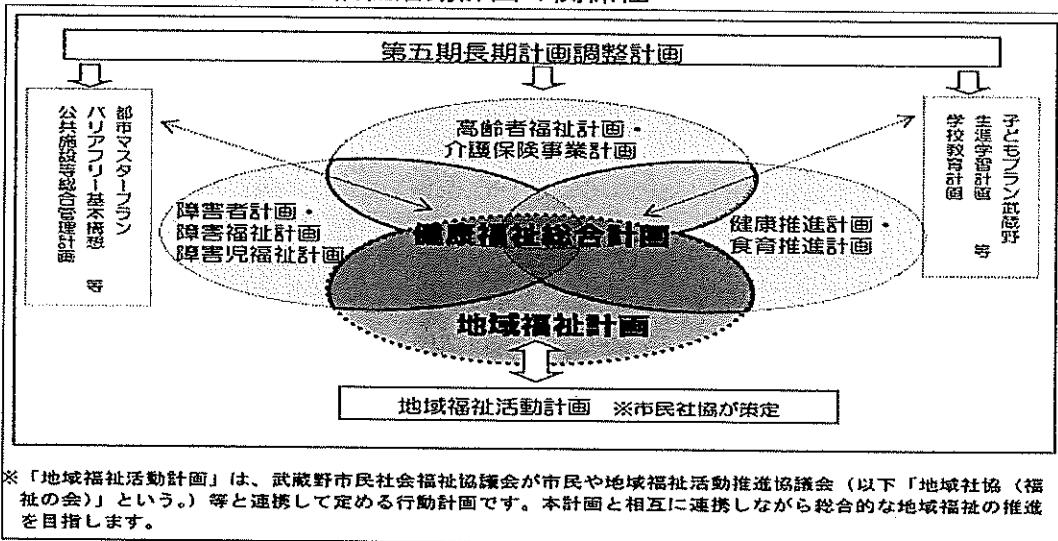 第五期長期計画調整計画
都市マスタープラン
バリアフリー基本構想　等
公共施設等総合管理計画
高齢者福祉計画・
介護保険事業計画
子どもプラン武蔵野
生涯学習計画　等
学校教育計画
障害者計画・
障害福祉計画・
障害児福祉計画
健康福祉総合計画
健康推進計画・
食育推進計画
地域福祉計画
地域福祉活動計画　※市民社協が策定
※「地域福祉活動計画」は、武蔵野市民社会福祉協議会が市民や地域福祉活動推進協議会（以下「地域社協（福
祉の会）」という。）等と連携して定める行動計画です。本計画と相互に連携しながら総合的な地域福祉の推進
を目指します。